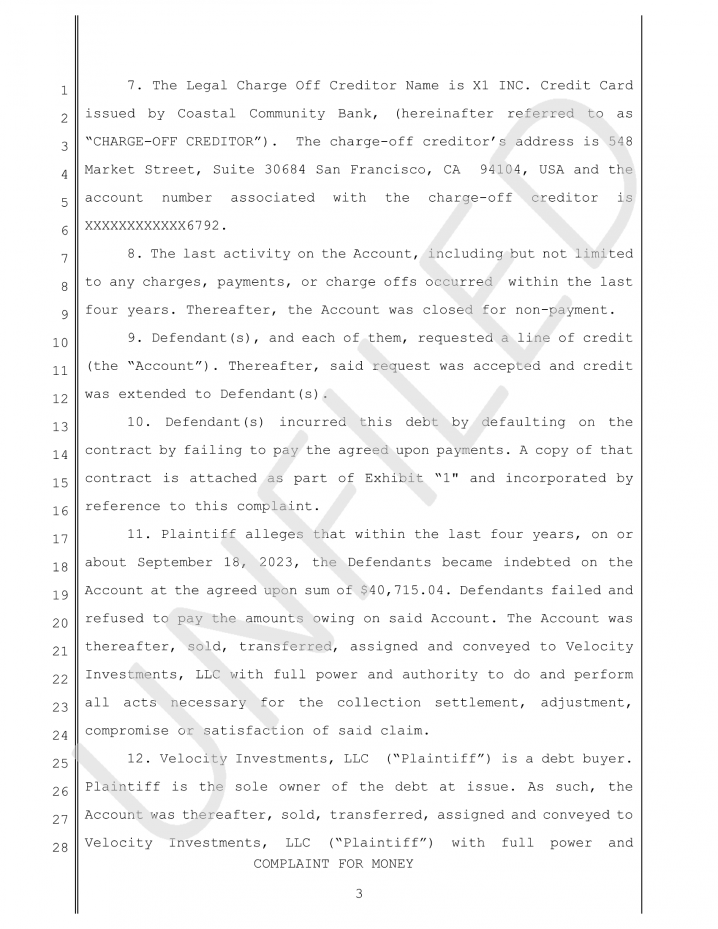 1 7. The Legal Charge Off Creditor Name is X1 INC. Credit Card
2 issued by Coastal Community Bank, (hereinafter referred to as
3 “CHARGE-OFF CREDITOR”). The charge-off creditor’s address is 548
4 Market Street, Suite 30684 San Francisco, CA 94104, USA and the
5 account number associated with the charge-off creditor is
6 XXXXXXXXXXXX6792.
7 8. The last activity on the Account, including but not limited
8 to any charges, payments, or charge offs occurred within the last
9 four years. Thereafter, the Account was closed for non-payment.
10 9. Defendant(s), and each of them, requested a line of credit
11 (the “Account”). Thereafter, said request was accepted and credit
12 was extended to Defendant(s).
13 10. Defendant(s) incurred this debt by defaulting on the
14 contract by failing to pay the agreed upon payments. A copy of that
15 contract is attached as part of Exhibit “1" and incorporated by
16 reference to this complaint.
17 11. Plaintiff alleges that within the last four years, on or
18 about September 18, 2023, the Defendants became indebted on the
19 Account at the agreed upon sum of $40,715.04. Defendants failed and
20 refused to pay the amounts owing on said Account. The Account was
21 thereafter, sold, transferred, assigned and conveyed to Velocity
22 Investments, LLC with full power and authority to do and perform
23 all acts necessary for the collection settlement, adjustment,
24 compromise or satisfaction of said claim.
25 12. Velocity Investments, LLC (“Plaintiff”) is a debt buyer.
26 Plaintiff is the sole owner of the debt at issue. As such, the
27 Account was thereafter, sold, transferred, assigned and conveyed to
28 Velocity Investments, LLC (“Plaintiff”) with full power and
COMPLAINT FOR MONEY
3
UNFILED